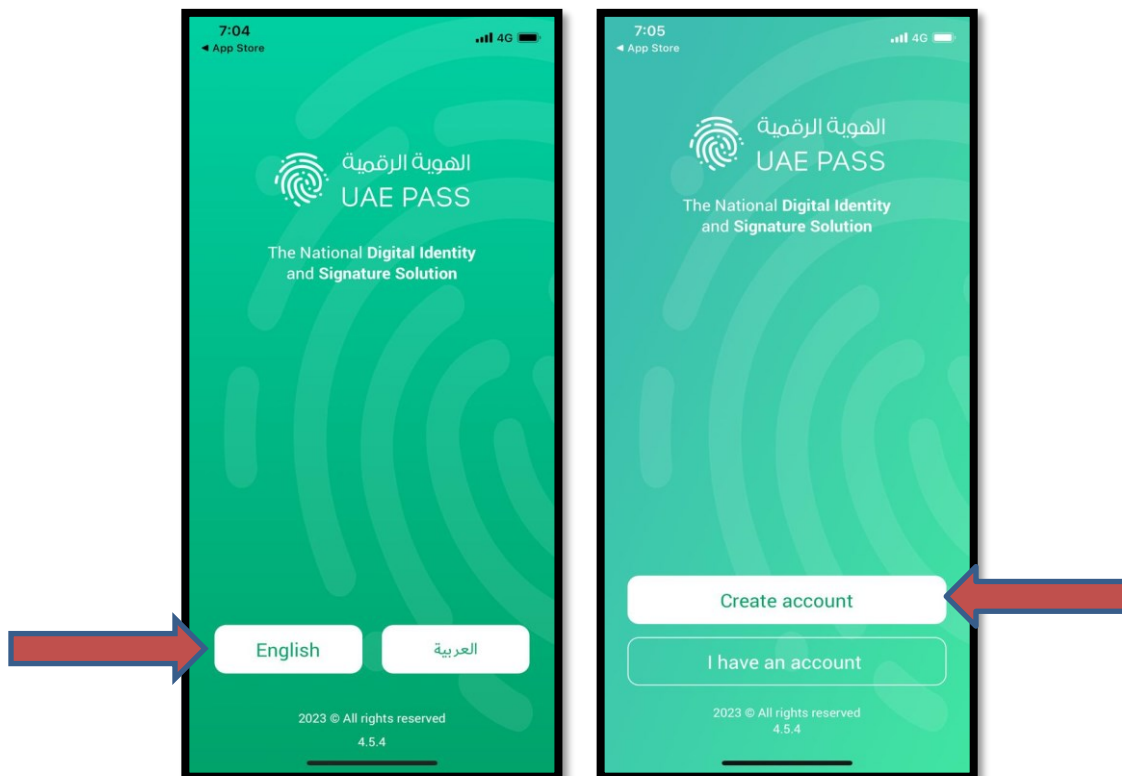 7:04
4G
◄ App Store
الهوية الرقمية
UAE PASS
The National Digital Identity
and Signature Solution
English
العربية
2023 © All rights reserved
4.5.4
7:05
4G
◄ App Store
الهوية الرقمية
UAE PASS
The National Digital Identity
and Signature Solution
Create account
I have an account
2023 © All rights reserved
4.5.4